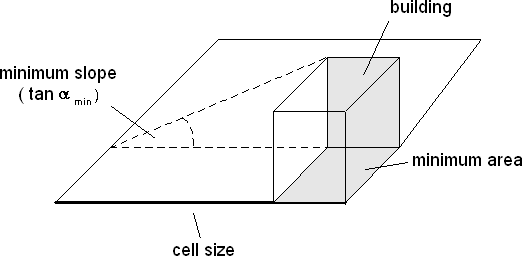 building
minimum slope
( tan α min )
minimum area
cell size